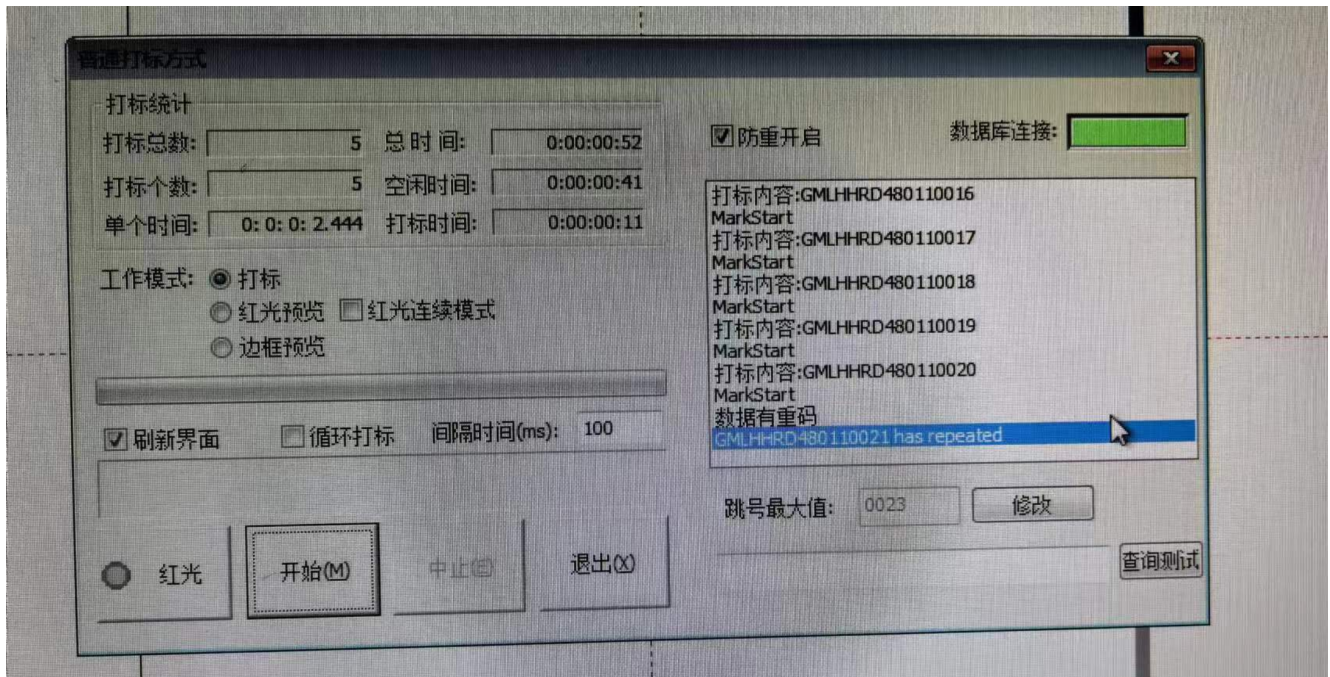 普通打标方式
打标统计
打标总数: 5 总时间: 0:00:00:52
打标个数: 5 空闲时间: 0:00:00:41
单个时间: 0: 0: 0: 2.444 打标时间: 0:00:00:11
工作模式: 打标
红光预览 红光连续模式
边框预览
刷新界面 循环打标 间隔时间(ms): 100
红光 开始(M) 中止(E) 退出(X)
防重开启 数据库连接:
打标内容:GMLHHRD480110016
MarkStart
打标内容:GMLHHRD480110017
MarkStart
打标内容:GMLHHRD480110018
MarkStart
打标内容:GMLHHRD480110019
MarkStart
打标内容:GMLHHRD480110020
MarkStart
数据有重码
GMLHHRD480110021 has repeated
跳号最大值: 0023 修改
查询测试